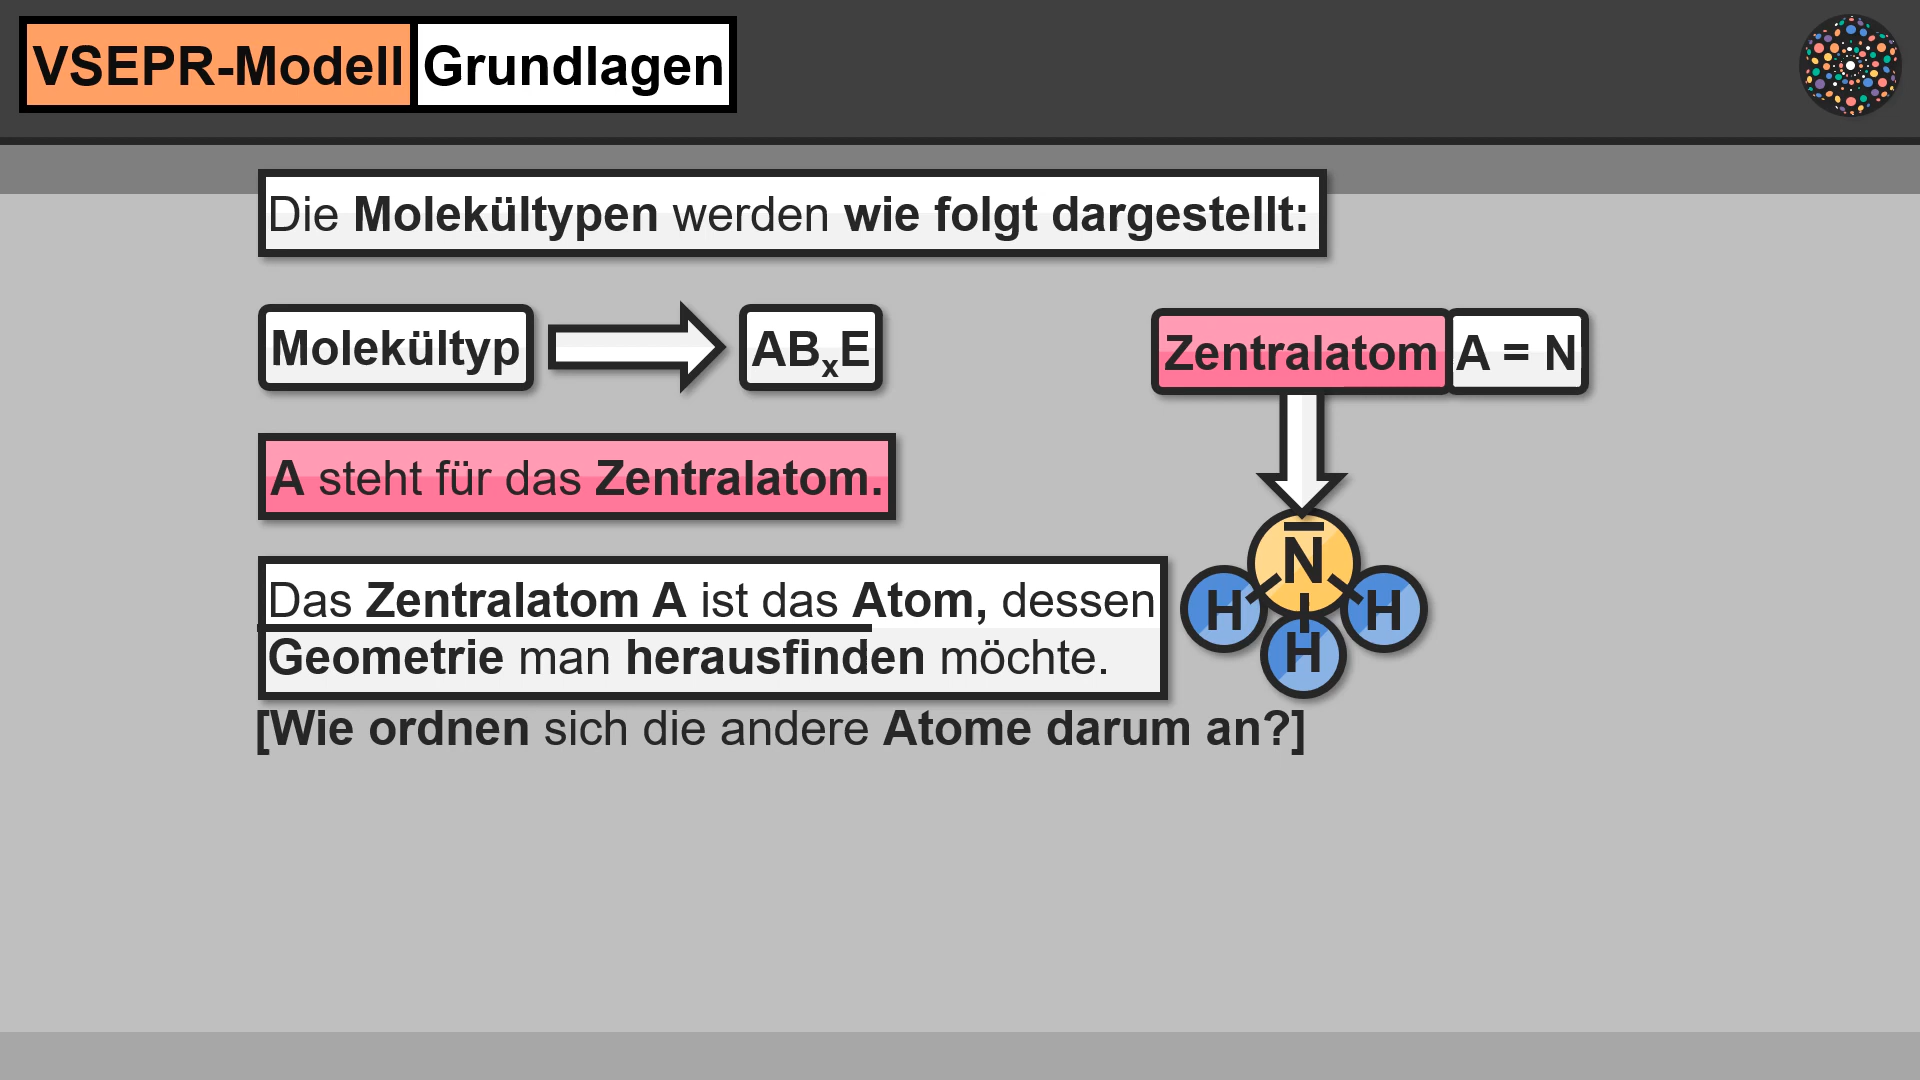 VSEPR-Modell Grundlagen
Die Molekültypen werden wie folgt dargestellt:
Molekültyp ABₓE
Zentralatom A = N
A steht für das Zentralatom.
Das Zentralatom A ist das Atom, dessen
Geometrie man herausfinden möchte.
N
H H
H
[Wie ordnen sich die andere Atome darum an?]